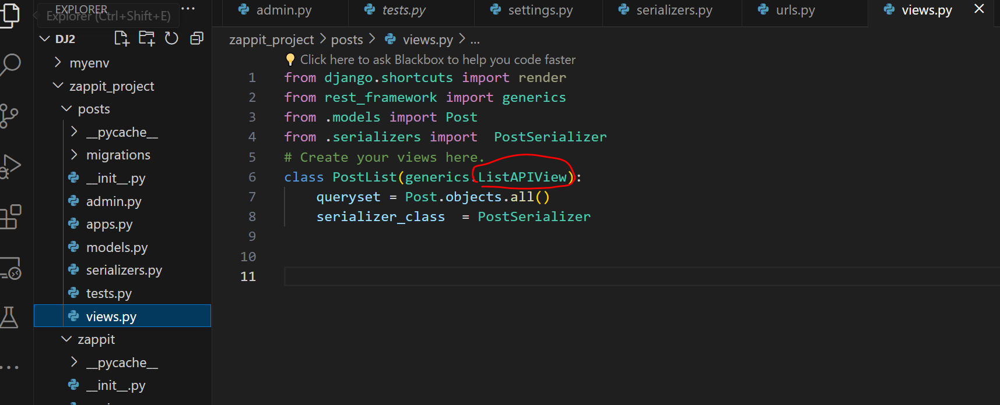 EXPLORER
Explorer (Ctrl+Shift+E)
...
DJ2
myenv
zappit_project
posts
__pycache__
migrations
__init__.py
admin.py
apps.py
models.py
serializers.py
tests.py
views.py
zappit
__pycache__
__init__.py
admin.py
tests.py
settings.py
serializers.py
urls.py
views.py
zappit_project > posts > views.py > ...
Click here to ask Blackbox to help you code faster
1 from django.shortcuts import render
2 from rest_framework import generics
3 from .models import Post
4 from .serializers import  PostSerializer
5 # Create your views here.
6 class PostList(generics.ListAPIView):
7     queryset = Post.objects.all()
8     serializer_class  = PostSerializer
9
10
11